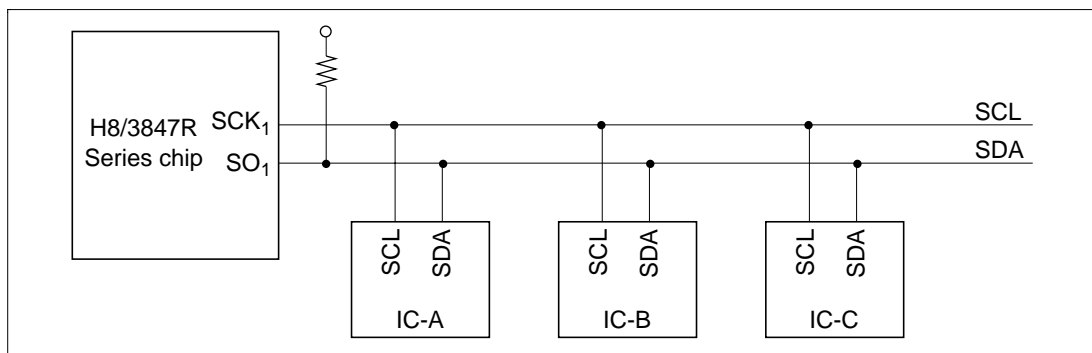 H8/3847R
Series chip
SCK₁
SO₁
SCL
SDA
SCL
SDA
IC-A
SCL
SDA
IC-B
SCL
SDA
IC-C